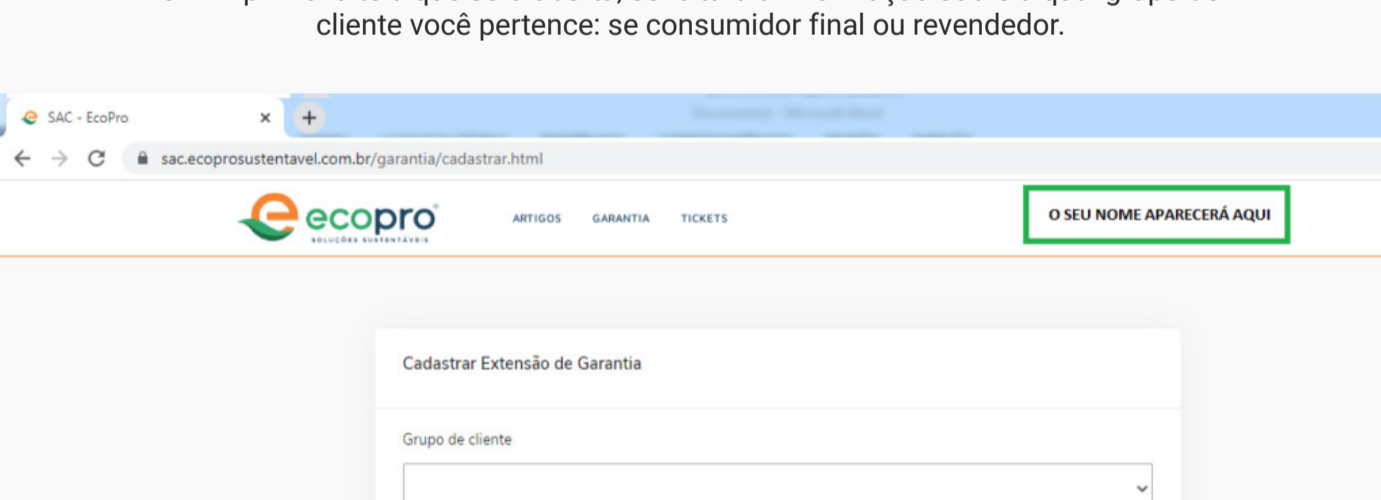 cliente você pertence: se consumidor final ou revendedor.
SAC - EcoPro
sac.ecoprosustentavel.com.br/garantia/cadastrar.html
ecopro
SOLUÇÕES SUSTENTÁVEIS
ARTIGOS GARANTIA TICKETS
O SEU NOME APARECERÁ AQUI
Cadastrar Extensão de Garantia
Grupo de cliente